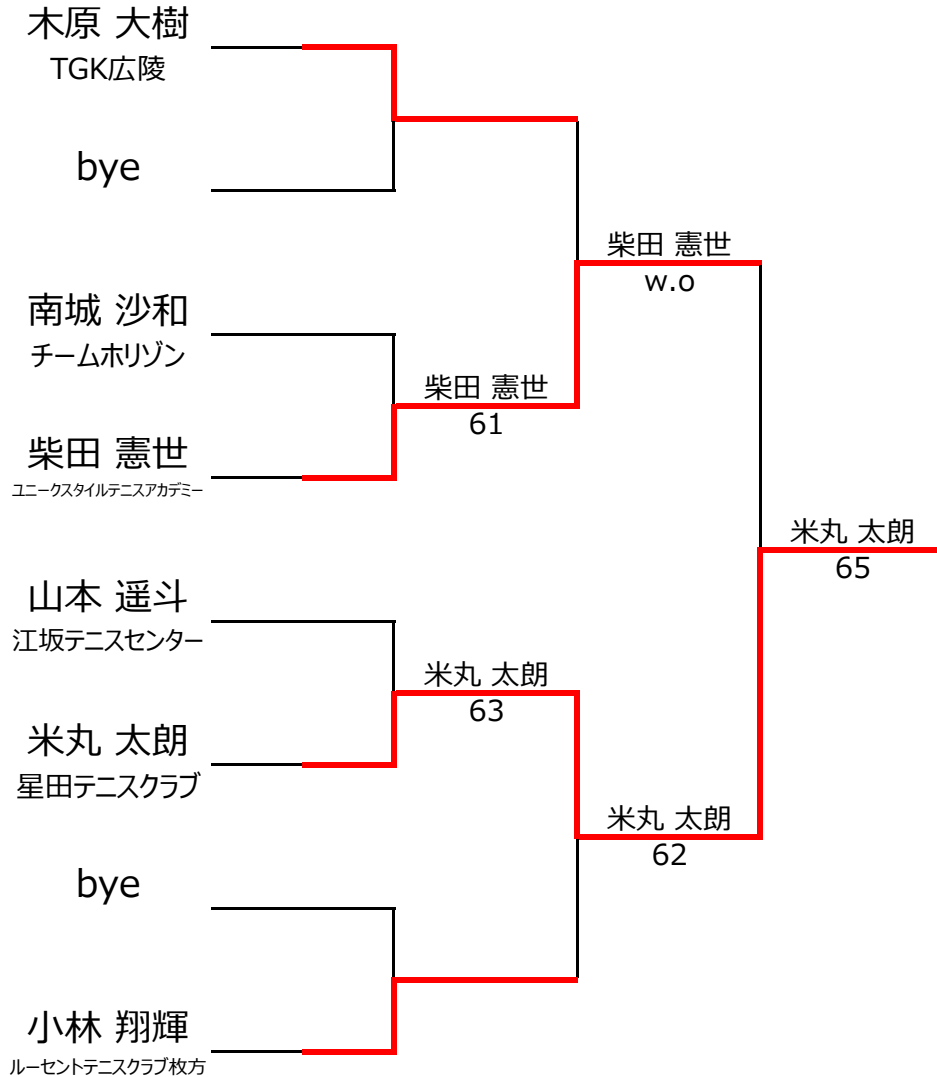 木原 大樹
TGK広陵
bye
南城 沙和
チームホリゾン
柴田 憲世
ユニークスタイルテニスアカデミー
山本 遥斗
江坂テニスセンター
米丸 太朗
星田テニスクラブ
bye
小林 翔輝
ルーセントテニスクラブ枚方
柴田 憲世
61
米丸 太朗
63
柴田 憲世
w.o
米丸 太朗
62
米丸 太朗
65